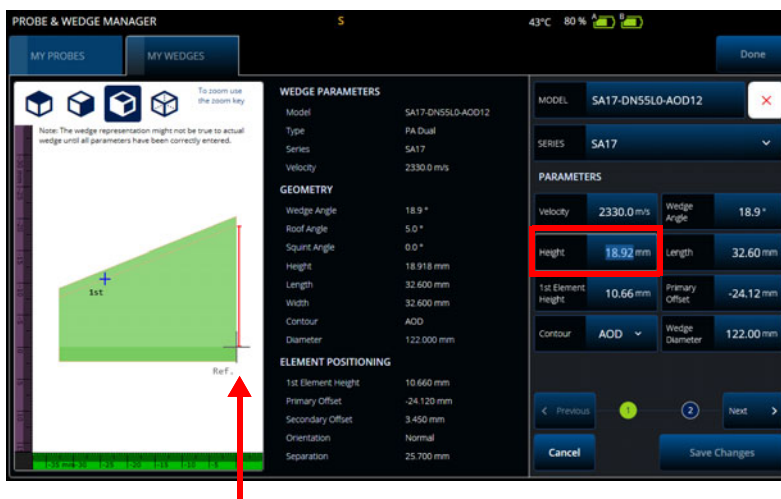 PROBE & WEDGE MANAGER
S
43°C 80 % A B
MY PROBES
MY WEDGES
Done
To zoom use
the zoom key
Note: The wedge representation might not be true to actual
wedge until all parameters have been correctly entered.
1st
Ref.
-35 mm -30 -25 -20 -15 -10 -5
WEDGE PARAMETERS
Model SA17-DN55L0-AOD12
Type PA Dual
Series SA17
Velocity 2330.0 m/s
GEOMETRY
Wedge Angle 18.9 °
Roof Angle 5.0 °
Squint Angle 0.0 °
Height 18.918 mm
Length 32.600 mm
Width 32.600 mm
Contour AOD
Diameter 122.000 mm
ELEMENT POSITIONING
1st Element Height 10.660 mm
Primary Offset -24.120 mm
Secondary Offset 3.450 mm
Orientation Normal
Separation 25.700 mm
MODEL SA17-DN55L0-AOD12
SERIES SA17
PARAMETERS
Velocity 2330.0 m/s Wedge Angle 18.9 °
Height 18.92 mm Length 32.60 mm
1st Element Height 10.66 mm Primary Offset -24.12 mm
Contour AOD Wedge Diameter 122.00 mm
< Previous 1 2 Next >
Cancel
Save Changes